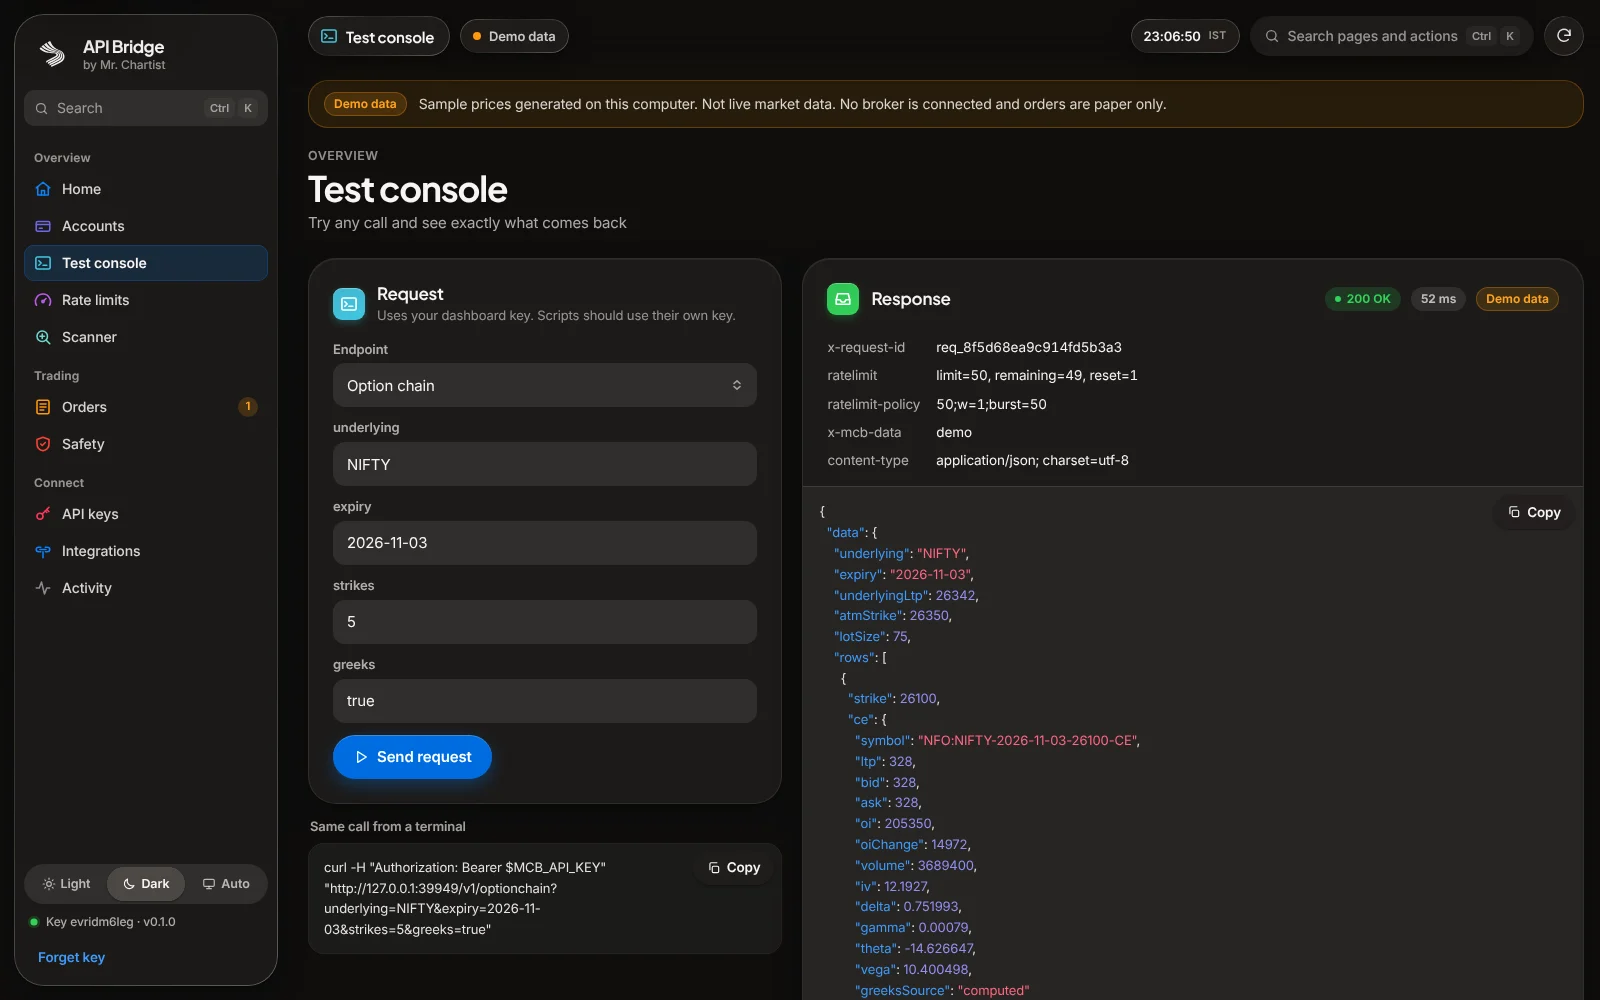 API Bridge
by Mr. Chartist
Search Ctrl K
Overview
Home
Accounts
Test console
Rate limits
Scanner
Trading
Orders 1
Safety
Connect
API keys
Integrations
Activity
Light Dark Auto
Key evridm6leg · v0.1.0
Forget key
Test console Demo data
23:06:50 IST Search pages and actions Ctrl K
Demo data Sample prices generated on this computer. Not live market data. No broker is connected and orders are paper only.
OVERVIEW
Test console
Try any call and see exactly what comes back
Request
Uses your dashboard key. Scripts should use their own key.
Endpoint
Option chain
underlying
NIFTY
expiry
2026-11-03
strikes
5
greeks
true
Send request
Same call from a terminal
curl -H "Authorization: Bearer $MCB_API_KEY"
"http://127.0.0.1:39949/v1/optionchain?
underlying=NIFTY&expiry=2026-11-
03&strikes=5&greeks=true"
Copy
Response 200 OK 52 ms Demo data
x-request-id req_8f5d68ea9c914fd5b3a3
ratelimit limit=50, remaining=49, reset=1
ratelimit-policy 50;w=1;burst=50
x-mcb-data demo
content-type application/json; charset=utf-8
Copy
{
"data": {
"underlying": "NIFTY",
"expiry": "2026-11-03",
"underlyingLtp": 26342,
"atmStrike": 26350,
"lotSize": 75,
"rows": [
{
"strike": 26100,
"ce": {
"symbol": "NFO:NIFTY-2026-11-03-26100-CE",
"ltp": 328,
"bid": 328,
"ask": 328,
"oi": 205350,
"oiChange": 14972,
"volume": 3689400,
"iv": 12.1927,
"delta": 0.751993,
"gamma": 0.00079,
"theta": -14.626647,
"vega": 10.400498,
"greeksSource": "computed"